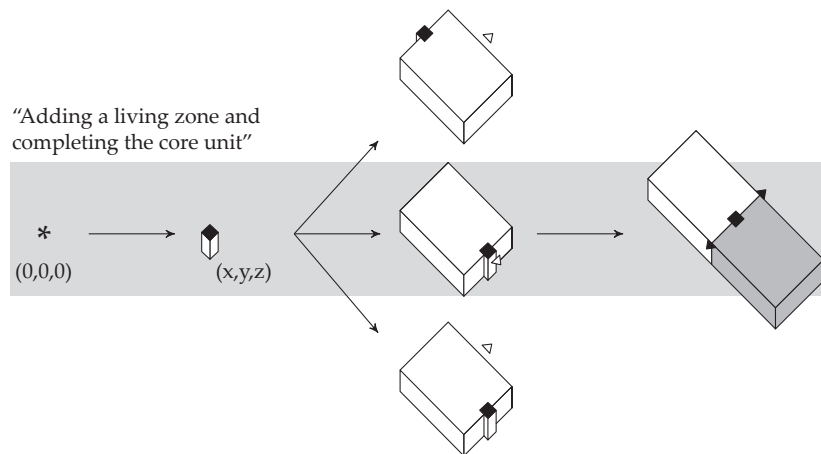 “Adding a living zone and
completing the core unit”
*
(0,0,0)
(x,y,z)